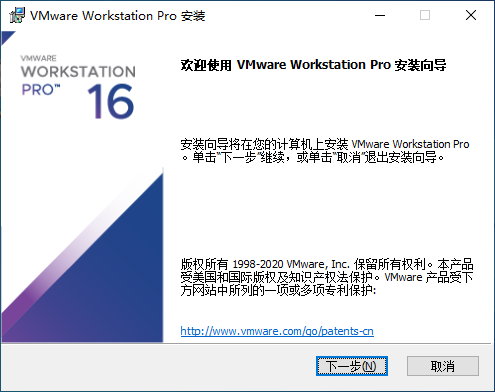 VMware Workstation Pro 安装
VMWARE
WORKSTATION
PRO™ 16
欢迎使用 VMware Workstation Pro 安装向导
安装向导将在您的计算机上安装 VMware Workstation Pro
。单击“下一步”继续，或单击“取消”退出安装向导。
版权所有 1998-2020 VMware, Inc. 保留所有权利。本产品
受美国和国际版权及知识产权法保护。VMware 产品受下
方网站中所列的一项或多项专利保护:
http://www.vmware.com/go/patents-cn
下一步(N)
取消